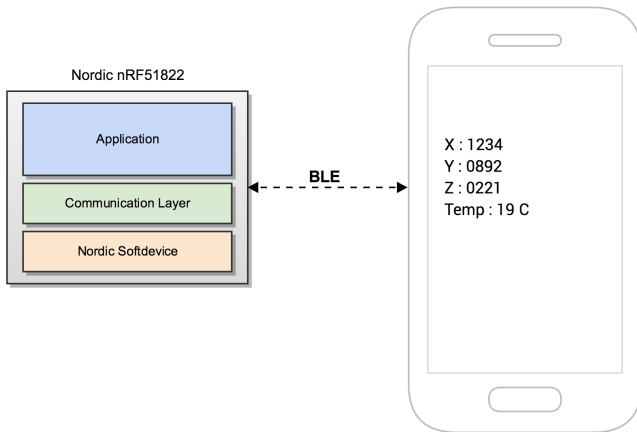 Nordic nRF51822
Application
Communication Layer
Nordic Softdevice
BLE
X : 1234
Y : 0892
Z : 0221
Temp : 19 C